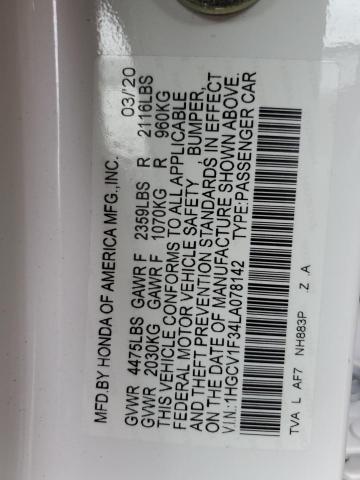 MFD.BY HONDA OF AMERICA MFG.,INC. 03/'20
GVWR 4475LBS GAWR F 2359LBS R 2116LBS
GVWR 2030KG GAWR F 1070KG R 960KG
THIS VEHICLE CONFORMS TO ALL APPLICABLE
FEDERAL MOTOR VEHICLE SAFETY , BUMPER,
AND THEFT PREVENTION STANDARDS IN EFFECT
ON THE DATE OF MANUFACTURE SHOWN ABOVE.
VIN:1HGCV1F34LA078142 TYPE:PASSENGER CAR
TVA L AF7 NH883P Z .A